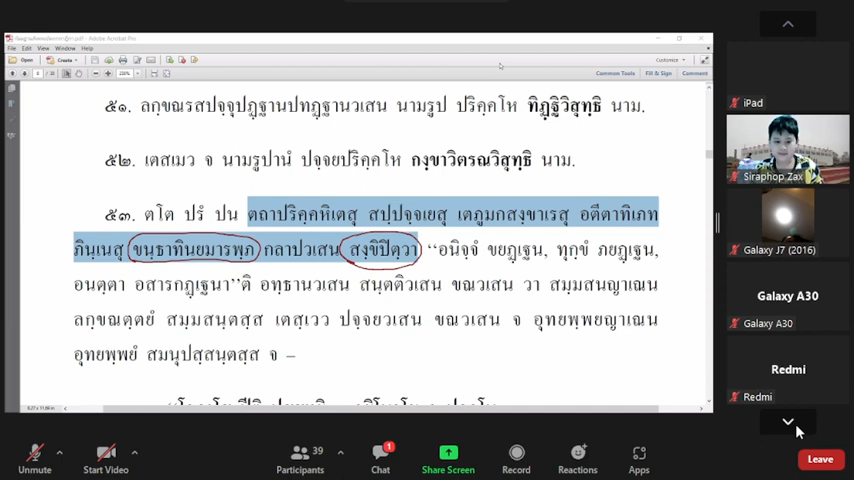 File Edit View Window Help
Open Create Customize
8 Common Tools Fill & Sign Comment
๕๑. ลกฺขณรสปจฺจุปฏฺฐานปทฏฺฐานวเสน นามรูป ปริคฺคโห ทิฏฺฐิวิสุทฺธิ นาม.
๕๒. เตสเมว จ นามรูปานํ ปจฺจยปริคฺคโห กงฺขาวิตรณวิสุทฺธิ นาม.
๕๓. ตโต ปรํ ปน ตถาปริคฺคหิเตสุ สปฺปจฺจเยสุ เตภูมกสงฺขาเรสุ อตีตาทิเภท
ภินฺเนสุ ขนฺธาทินยมารพฺภ กลาปวเสน สงฺขิปิตฺวา “อนิจฺจํ ขยฏฺเฐน, ทุกฺขํ ภยฏฺเฐน,
อนตฺตา อสารกฏฺเฐนา”ติ อทฺธานวเสน สนฺตติวเสน ขณวเสน วา สมฺมสนญาเณน
ลกฺขณตฺตยํ สมฺมสนฺตสฺส เตสฺเวว ปจฺจยวเสน ขณวเสน จ อุทยพฺพยญาเณน
อุทยพฺพยํ สมนุปสฺสนฺตสฺส จ –
8.27 x 11.69 in
iPad
Siraphop Zax
Galaxy J7 (2016)
Galaxy A30
Galaxy A30
Redmi
Redmi
39 1
Unmute Start Video Participants Chat Share Screen Record Reactions Apps Leave